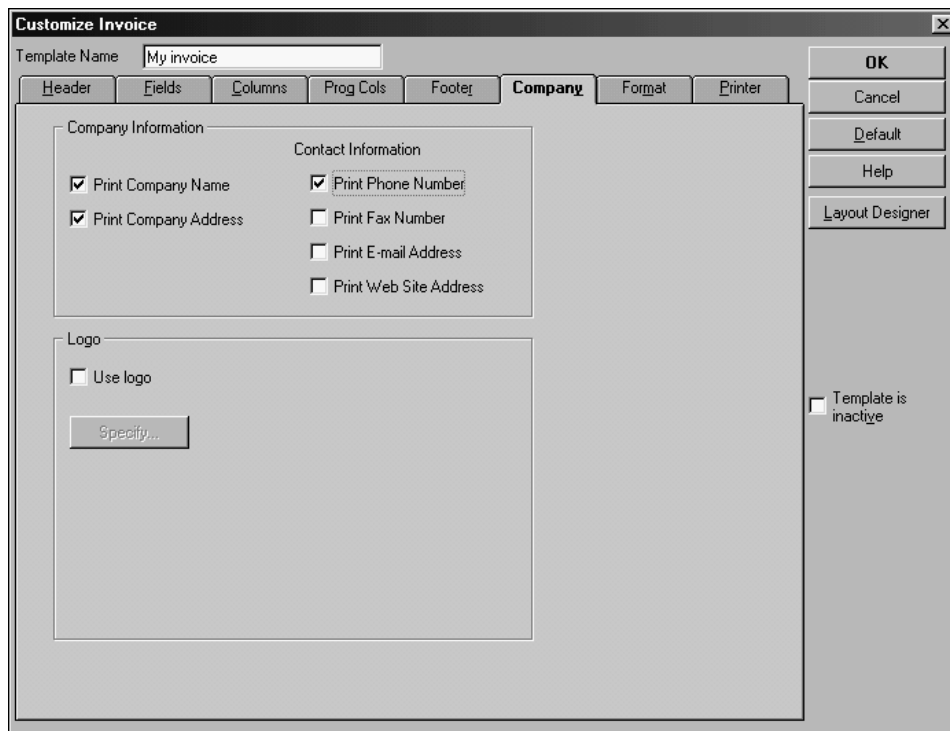 Customize Invoice
Template Name My invoice
Header Fields Columns Prog Cols Footer Company Format Printer
OK
Cancel
Default
Help
Layout Designer
Company Information
Contact Information
Print Company Name
Print Company Address
Print Phone Number
Print Fax Number
Print E-mail Address
Print Web Site Address
Logo
Use logo
Specify...
Template is
inactive